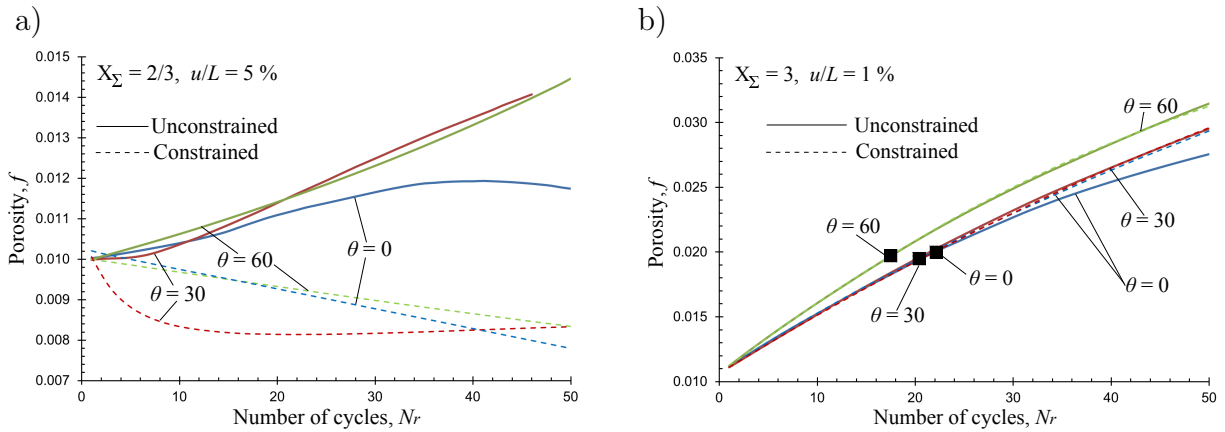 a)
X_Σ = 2/3, u/L = 5 %
Unconstrained
Constrained
θ = 0
θ = 60
θ = 30
Porosity, f
0.015
0.014
0.013
0.012
0.011
0.010
0.009
0.008
0.007
0 10 20 30 40 50
Number of cycles, Nr
b)
X_Σ = 3, u/L = 1 %
Unconstrained
Constrained
θ = 60
θ = 60
θ = 30
θ = 0
θ = 0
θ = 30
Porosity, f
0.035
0.030
0.025
0.020
0.015
0.010
0 10 20 30 40 50
Number of cycles, Nr